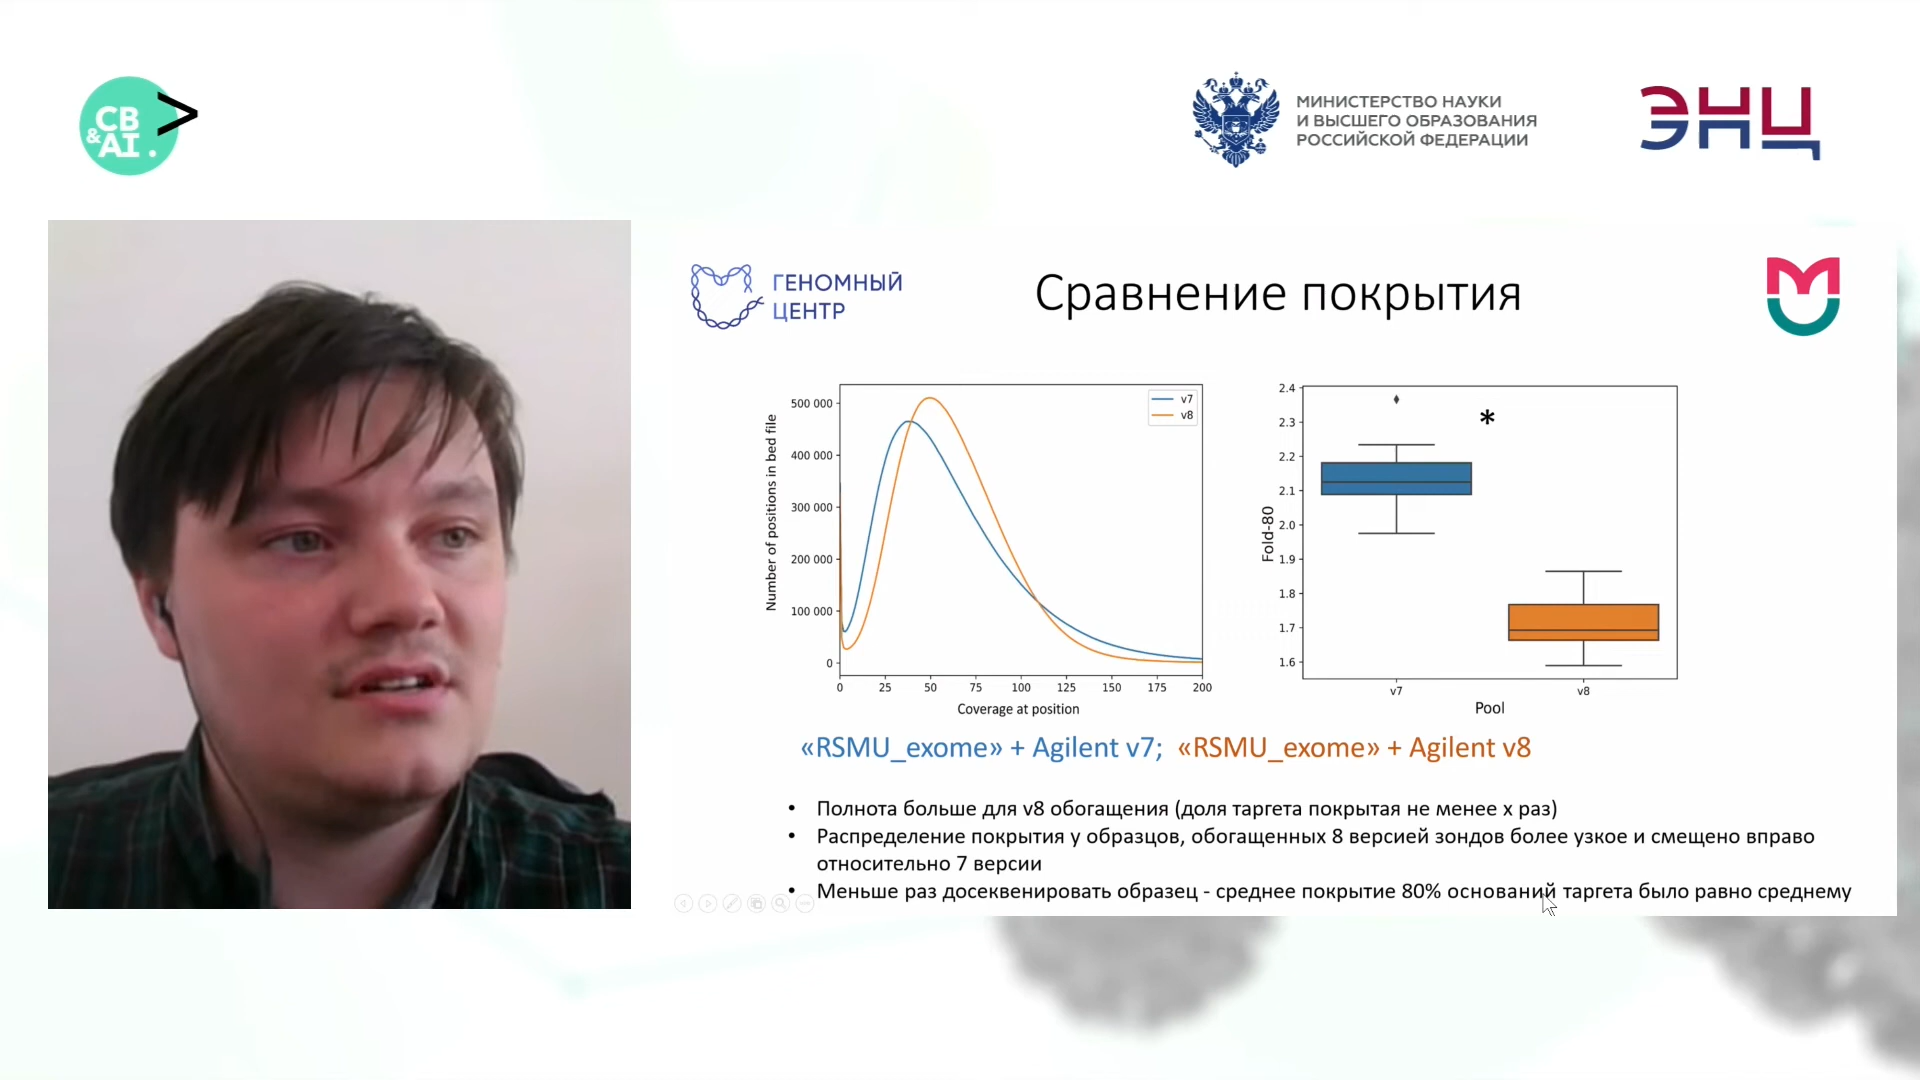 CB
&AI .
>
МИНИСТЕРСТВО НАУКИ
И ВЫСШЕГО ОБРАЗОВАНИЯ
РОССИЙСКОЙ ФЕДЕРАЦИИ
ЭНЦ
ГЕНОМНЫЙ
ЦЕНТР
Сравнение покрытия
Number of positions in bed file
500 000
400 000
300 000
200 000
100 000
0
0 25 50 75 100 125 150 175 200
Coverage at position
v7
v8
Fold-80
2.4
2.3
2.2
2.1
2.0
1.9
1.8
1.7
1.6
*
v7 v8
Pool
«RSMU_exome» + Agilent v7; «RSMU_exome» + Agilent v8
• Полнота больше для v8 обогащения (доля таргета покрытая не менее x раз)
• Распределение покрытия у образцов, обогащенных 8 версией зондов более узкое и смещено вправо
относительно 7 версии
• Меньше раз досеквенировать образец - среднее покрытие 80% оснований таргета было равно среднему